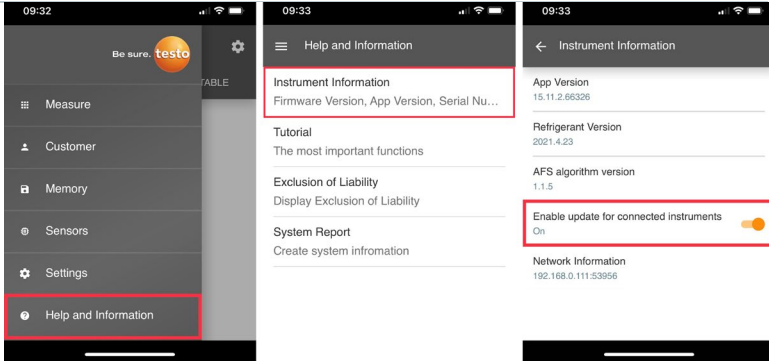 09:32
Be sure. testo
TABLE
Measure
Customer
Memory
Sensors
Settings
Help and Information
09:33
Help and Information
Instrument Information
Firmware Version, App Version, Serial Nu...
Tutorial
The most important functions
Exclusion of Liability
Display Exclusion of Liability
System Report
Create system infromation
09:33
Instrument Information
App Version
15.11.2.66326
Refrigerant Version
2021.4.23
AFS algorithm version
1.1.5
Enable update for connected instruments
On
Network Information
192.168.0.111:53956